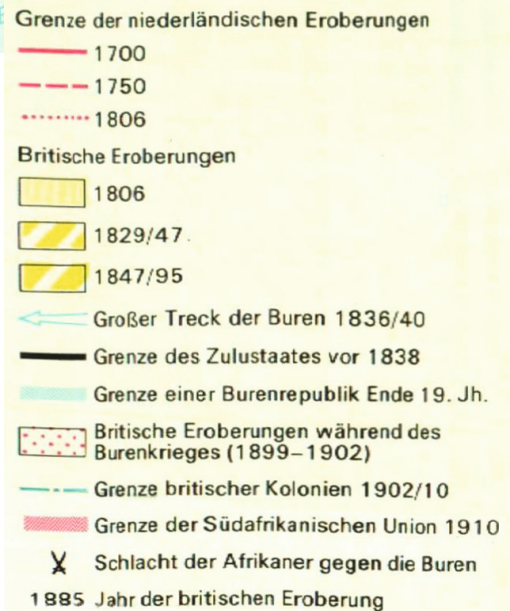 Grenze der niederländischen Eroberungen
1700
1750
1806
Britische Eroberungen
1806
1829/47
1847/95
Großer Treck der Buren 1836/40
Grenze des Zulustaates vor 1838
Grenze einer Burenrepublik Ende 19. Jh.
Britische Eroberungen während des
Burenkrieges (1899–1902)
Grenze britischer Kolonien 1902/10
Grenze der Südafrikanischen Union 1910
Schlacht der Afrikaner gegen die Buren
1885 Jahr der britischen Eroberung